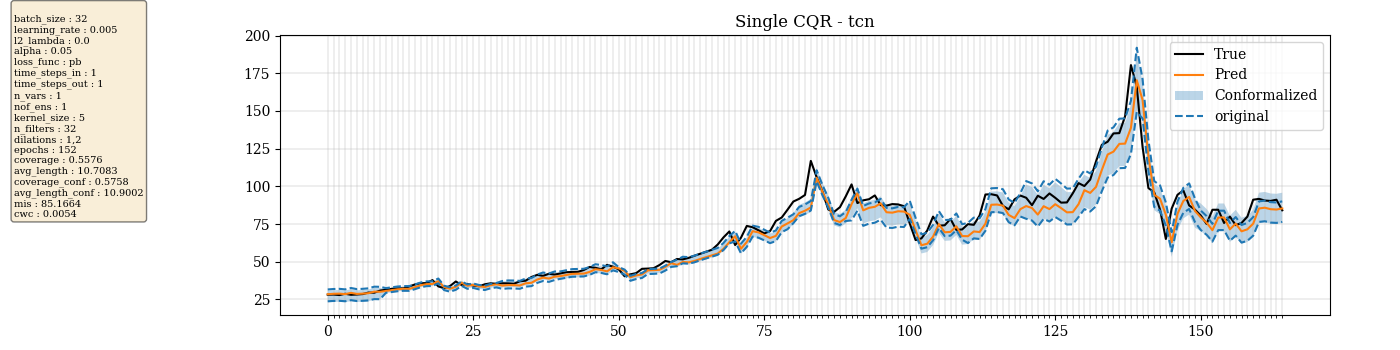 batch_size : 32
learning_rate : 0.005
l2_lambda : 0.0
alpha : 0.05
loss_func : pb
time_steps_in : 1
time_steps_out : 1
n_vars : 1
nof_ens : 1
kernel_size : 5
n_filters : 32
dilations : 1,2
epochs : 152
coverage : 0.5576
avg_length : 10.7083
coverage_conf : 0.5758
avg_length_conf : 10.9002
mis : 85.1664
cwc : 0.0054
Single CQR - tcn
200
175
150
125
100
75
50
25
True
Pred
Conformalized
original
0 25 50 75 100 125 150